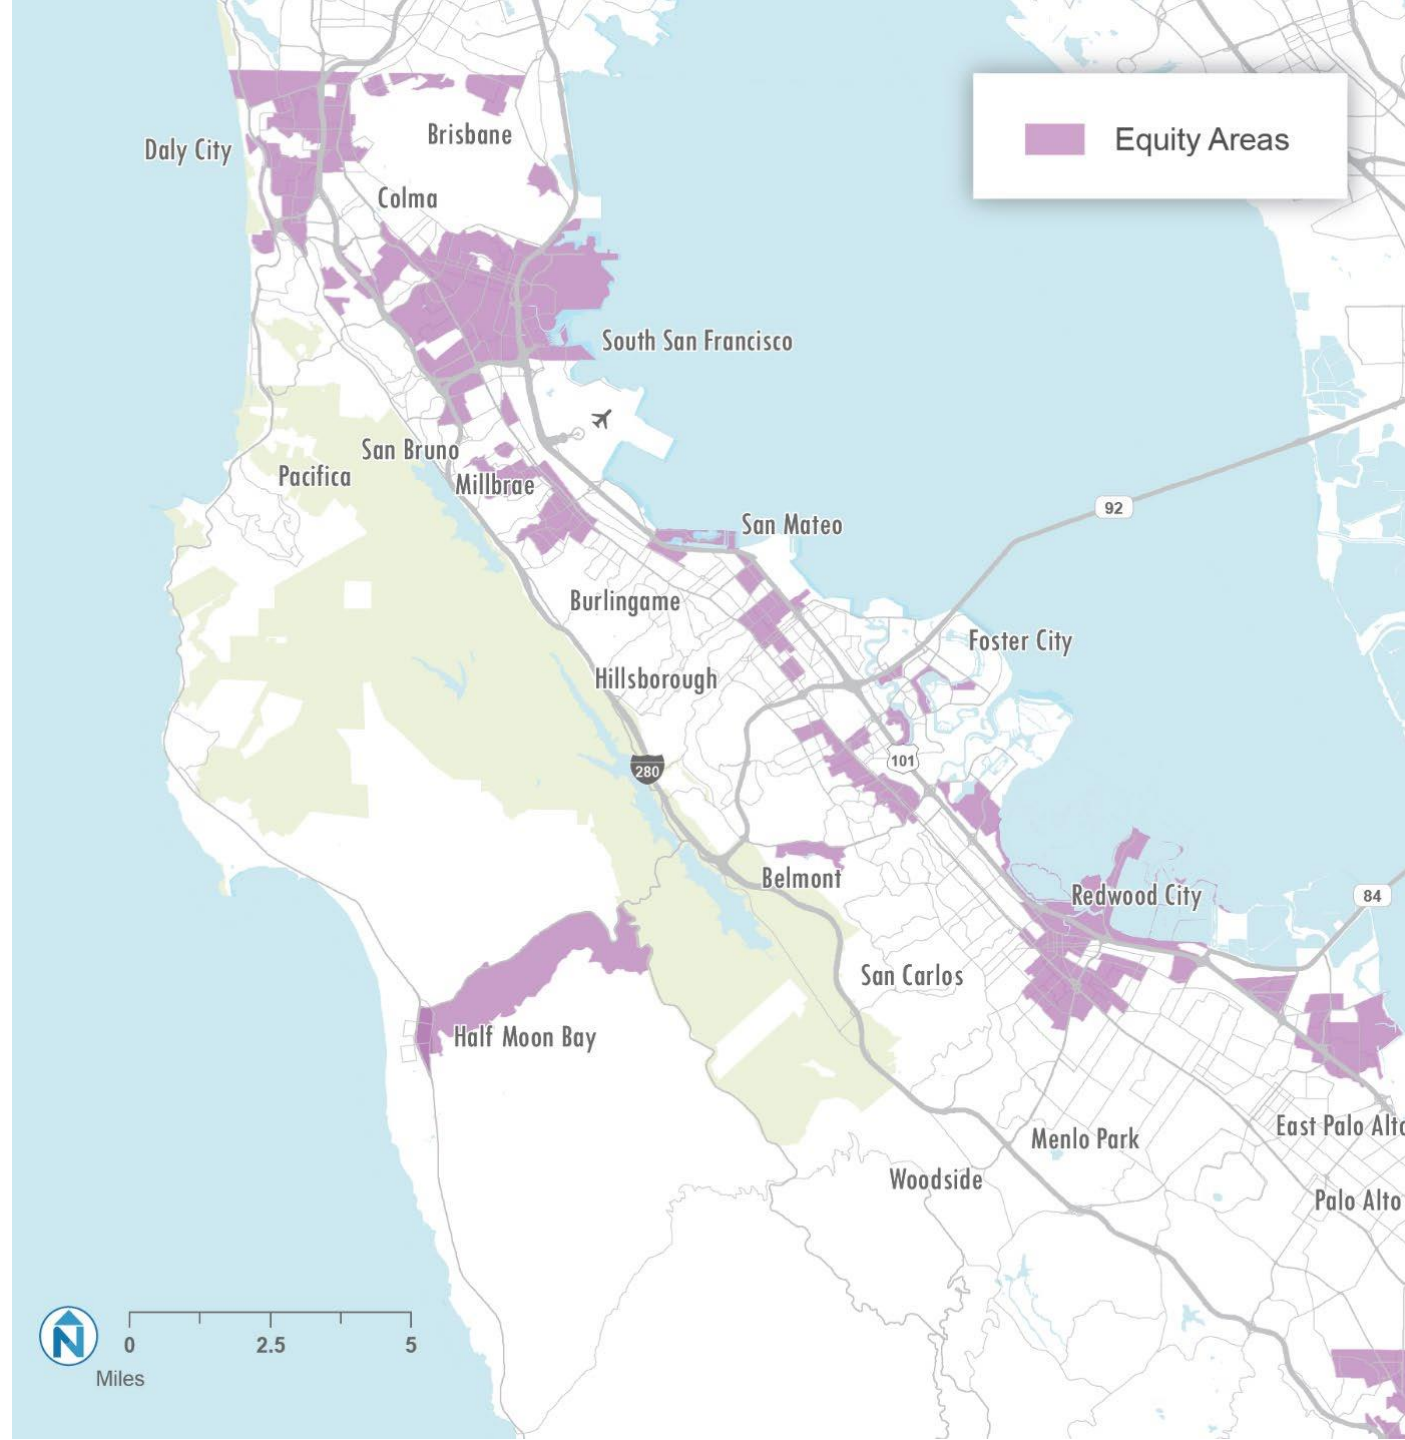 Equity Areas
Daly City
Brisbane
Colma
South San Francisco
San Bruno
Pacifica
Millbrae
San Mateo
92
Burlingame
Foster City
Hillsborough
280
101
Belmont
Redwood City
84
San Carlos
Half Moon Bay
East Palo Alto
Menlo Park
Woodside
Palo Alto
N
0 2.5 5
Miles